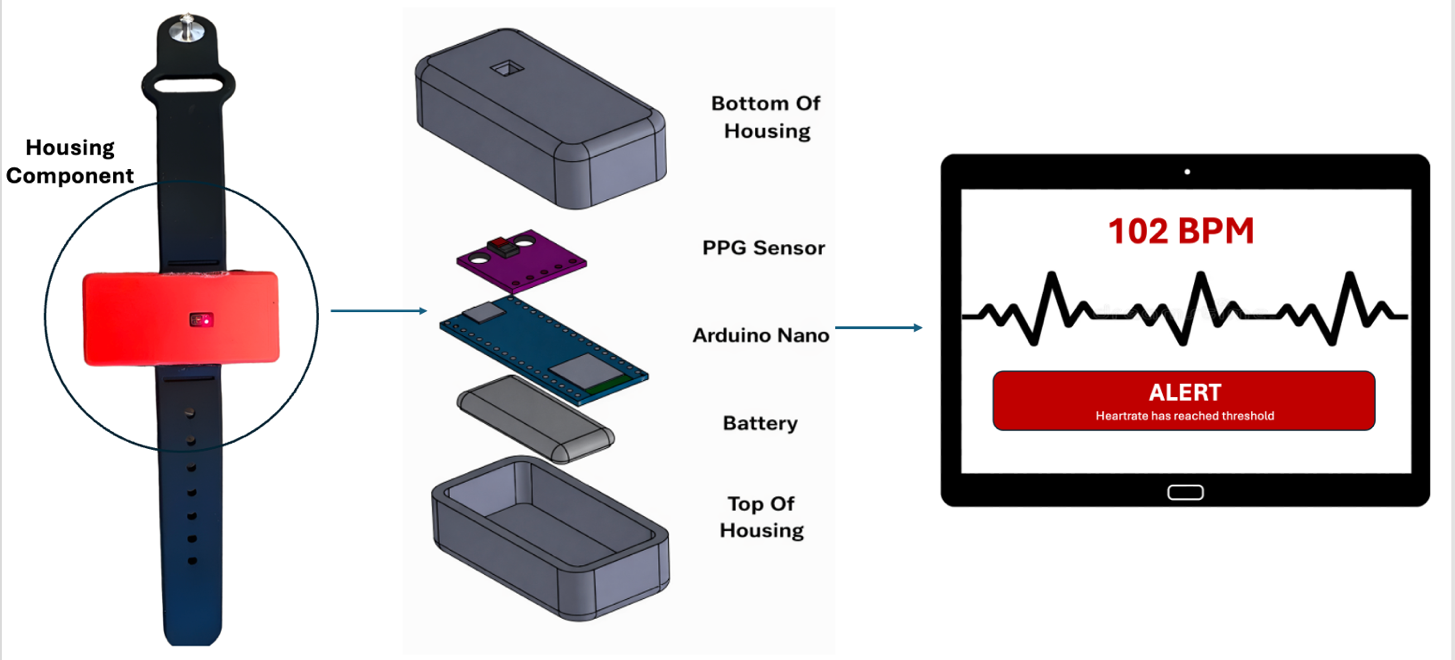 Housing
Component
Bottom Of
Housing
PPG Sensor
Arduino Nano
Battery
Top Of
Housing
102 BPM
ALERT
Heartrate has reached threshold